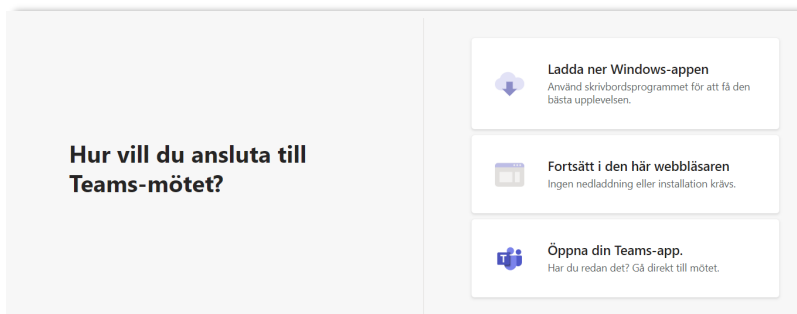 Hur vill du ansluta till
Teams-mötet?
Ladda ner Windows-appen
Använd skrivbordsprogrammet för att få den
bästa upplevelsen.
Fortsätt i den här webbläsaren
Ingen nedladdning eller installation krävs.
T
Öppna din Teams-app.
Har du redan det? Gå direkt till mötet.